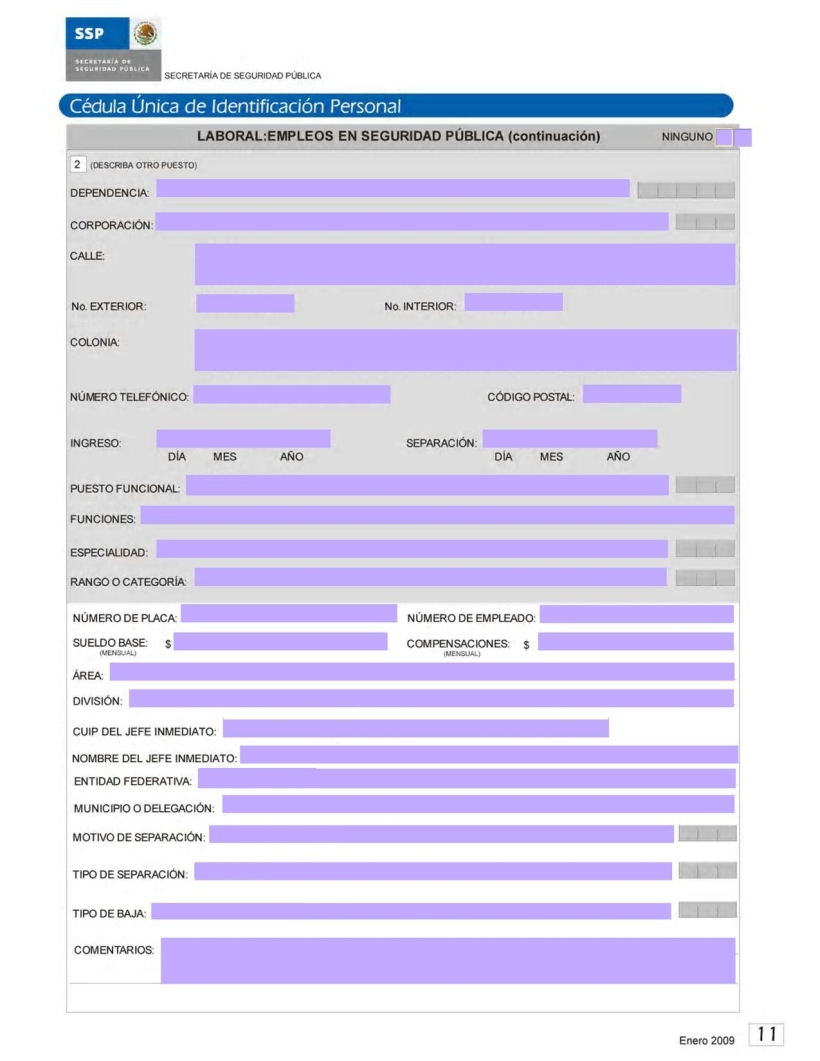 SSP
SECRETARÍA DE
SEGURIDAD PÚBLICA
SECRETARÍA DE SEGURIDAD PÚBLICA
Cédula Única de Identificación Personal
LABORAL:EMPLEOS EN SEGURIDAD PÚBLICA (continuación) NINGUNO
2 (DESCRIBA OTRO PUESTO)
DEPENDENCIA:
CORPORACIÓN:
CALLE:
No. EXTERIOR: No. INTERIOR:
COLONIA:
NÚMERO TELEFÓNICO: CÓDIGO POSTAL:
INGRESO: SEPARACIÓN:
DÍA MES AÑO DÍA MES AÑO
PUESTO FUNCIONAL:
FUNCIONES:
ESPECIALIDAD:
RANGO O CATEGORÍA:
NÚMERO DE PLACA: NÚMERO DE EMPLEADO:
SUELDO BASE: $ COMPENSACIONES: $
(MENSUAL) (MENSUAL)
ÁREA:
DIVISIÓN:
CUIP DEL JEFE INMEDIATO:
NOMBRE DEL JEFE INMEDIATO:
ENTIDAD FEDERATIVA:
MUNICIPIO O DELEGACIÓN:
MOTIVO DE SEPARACIÓN:
TIPO DE SEPARACIÓN:
TIPO DE BAJA:
COMENTARIOS:
Enero 2009 11